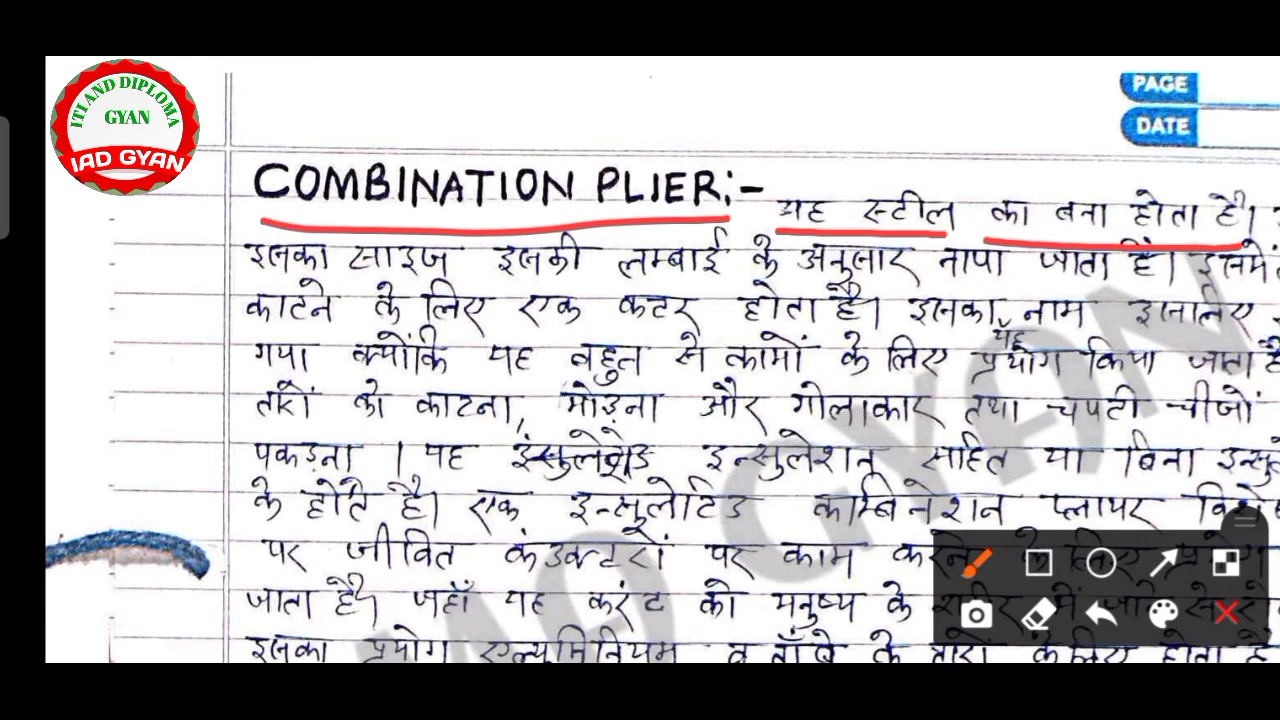 ITI AND DIPLOMA
GYAN
IAD GYAN
PAGE
DATE
COMBINATION PLIER:- यह स्टील का बना होता है।
इसका साइज इसकी लम्बाई के अनुसार नापा जाता है। इसमें
काटने के लिए एक कटर होता है। इसका नाम इसलिए
गया क्योंकि यह बहुत से कामों के लिए प्रयोग किया जाता है
तारों को काटना, मोड़ना और गोलाकार तथा चपटी चीजों
पकड़ना । यह इन्सुलेशन सहित या बिना
के होते है। एक इन्सुलेटिड काम्बिनेशन प्लायर
पर जीवित कंडक्टरों पर काम करने के लिए
जाता है। जहाँ यह करंट को मनुष्य के शरीर में जाने से
इसका प्रयोग एल्युमिनियम व ताँबे के तारों के लिए होता है